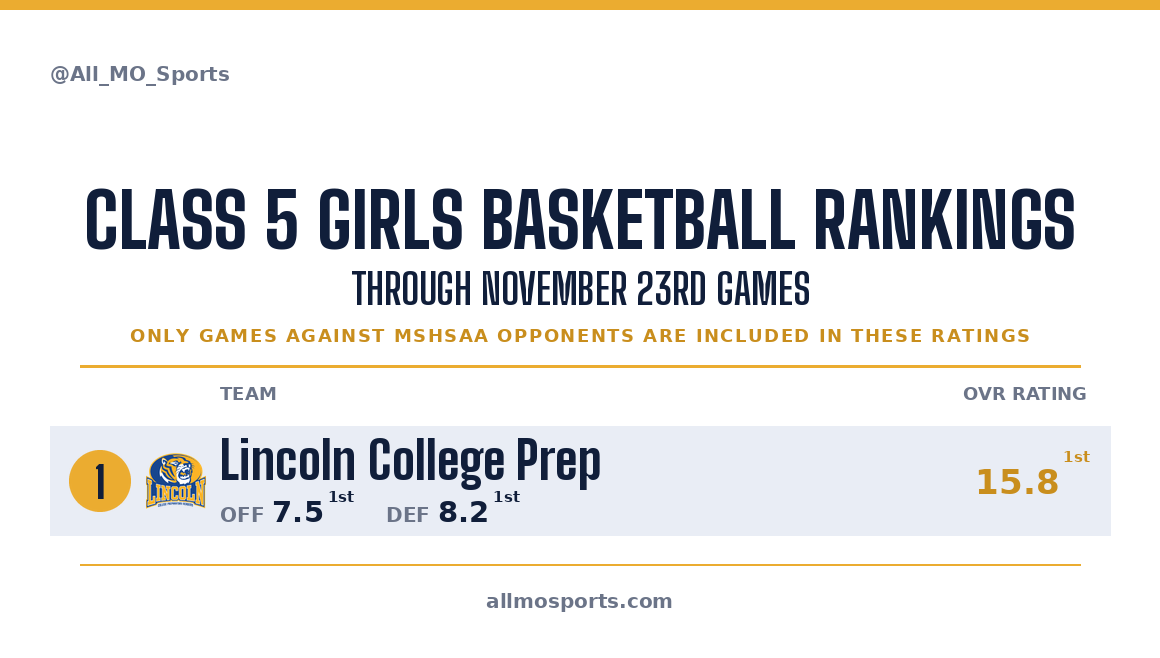 @All_MO_Sports
CLASS 5 GIRLS BASKETBALL RANKINGS
THROUGH NOVEMBER 23RD GAMES
ONLY GAMES AGAINST MSHSAA OPPONENTS ARE INCLUDED IN THESE RATINGS
TEAM OVR RATING
1 LINCOLN Lincoln College Prep 15.8 1st
OFF 7.5 1st DEF 8.2 1st
allmosports.com